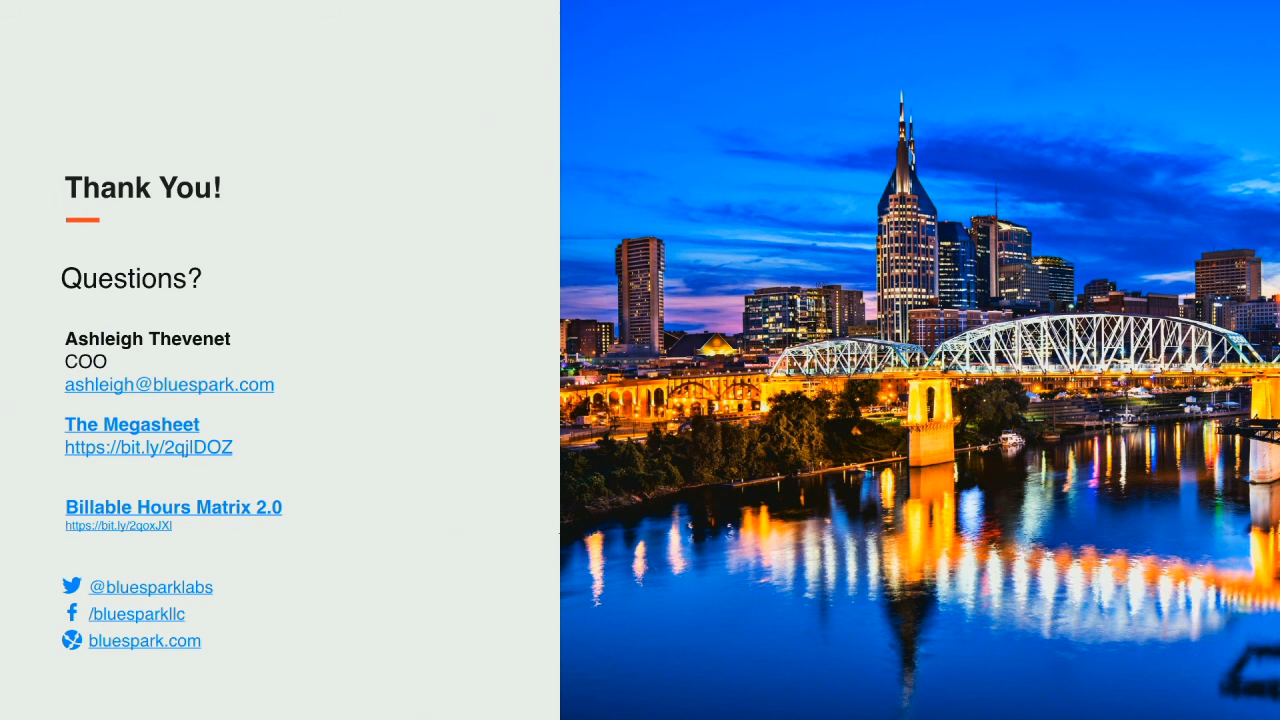 Thank You!
Questions?
Ashleigh Thevenet
COO
ashleigh@bluespark.com
The Megasheet
https://bit.ly/2qjlDOZ
Billable Hours Matrix 2.0
https://bit.ly/2qoxJXl
@bluesparklabs
/bluesparkllc
bluespark.com